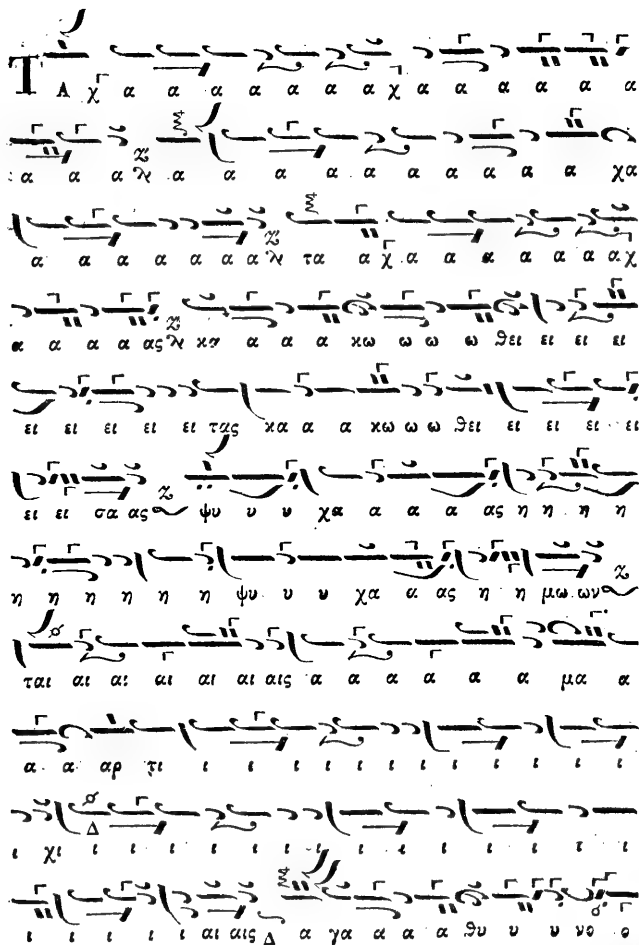 Τ Α χ α α α α α α χ α α α α α α
α α α α α α α α α α α α α χα
α α α α α α α τα α χ α α α α α α α χ
α α α α ας κα α α α κω ω ω ω θει ει ει ει
ει ει ει ει ει τας κα α α κω ω ω θει ει ει ει ει
ει ει σα ας ψυ υ υ χα α α α α ας η η η η
η η η η η η ψυ υ υ χα α ας η η μω ων
ται αι αι αι αι αι αις α α α α α α μα α
α α αρ τι ι ι ι ι ι ι ι ι ι ι ι
ι χι ι ι ι ι ι ι ι ι ι ι ι ι ι
ι ι ι ι ι αι αις Δ α γα α α α θυ υ υ υος ο